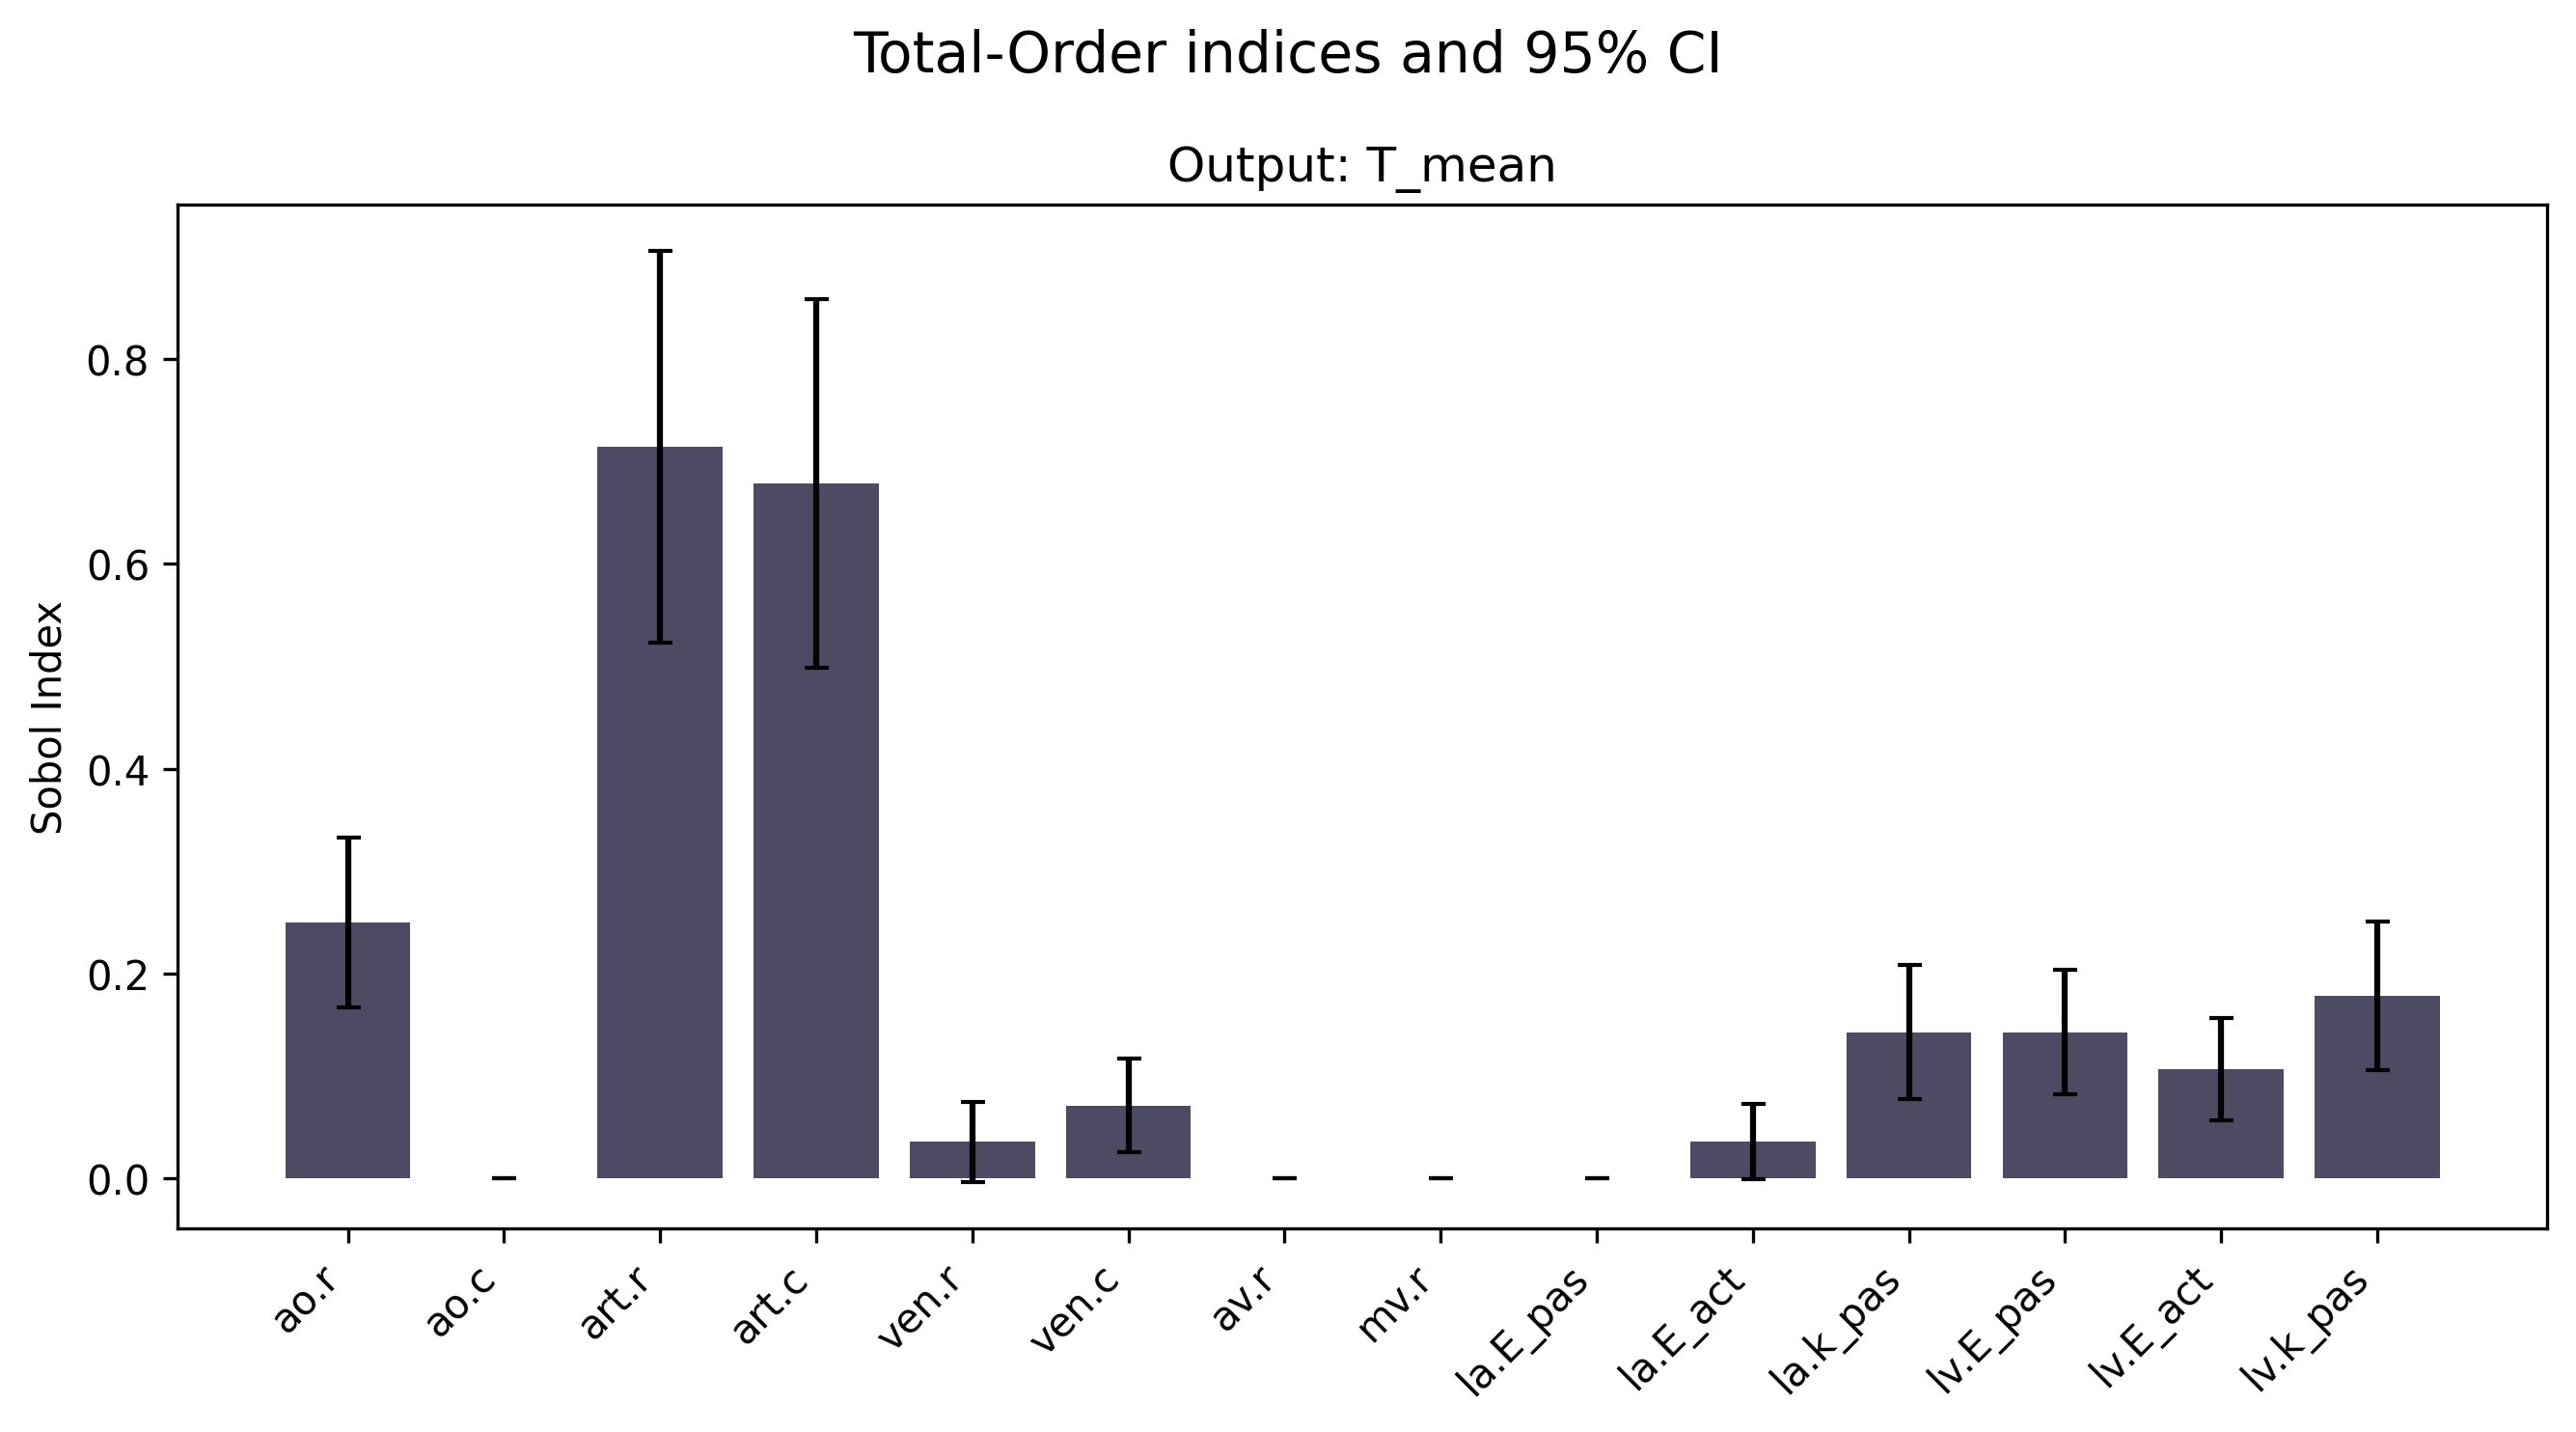 Total-Order indices and 95% CI
Output: T_mean
Sobol Index
0.8
0.6
0.4
0.2
0.0
ao.r
ao.c
art.r
art.c
ven.r
ven.c
av.r
mv.r
la.E_pas
la.E_act
la.k_pas
lv.E_pas
lv.E_act
lv.k_pas